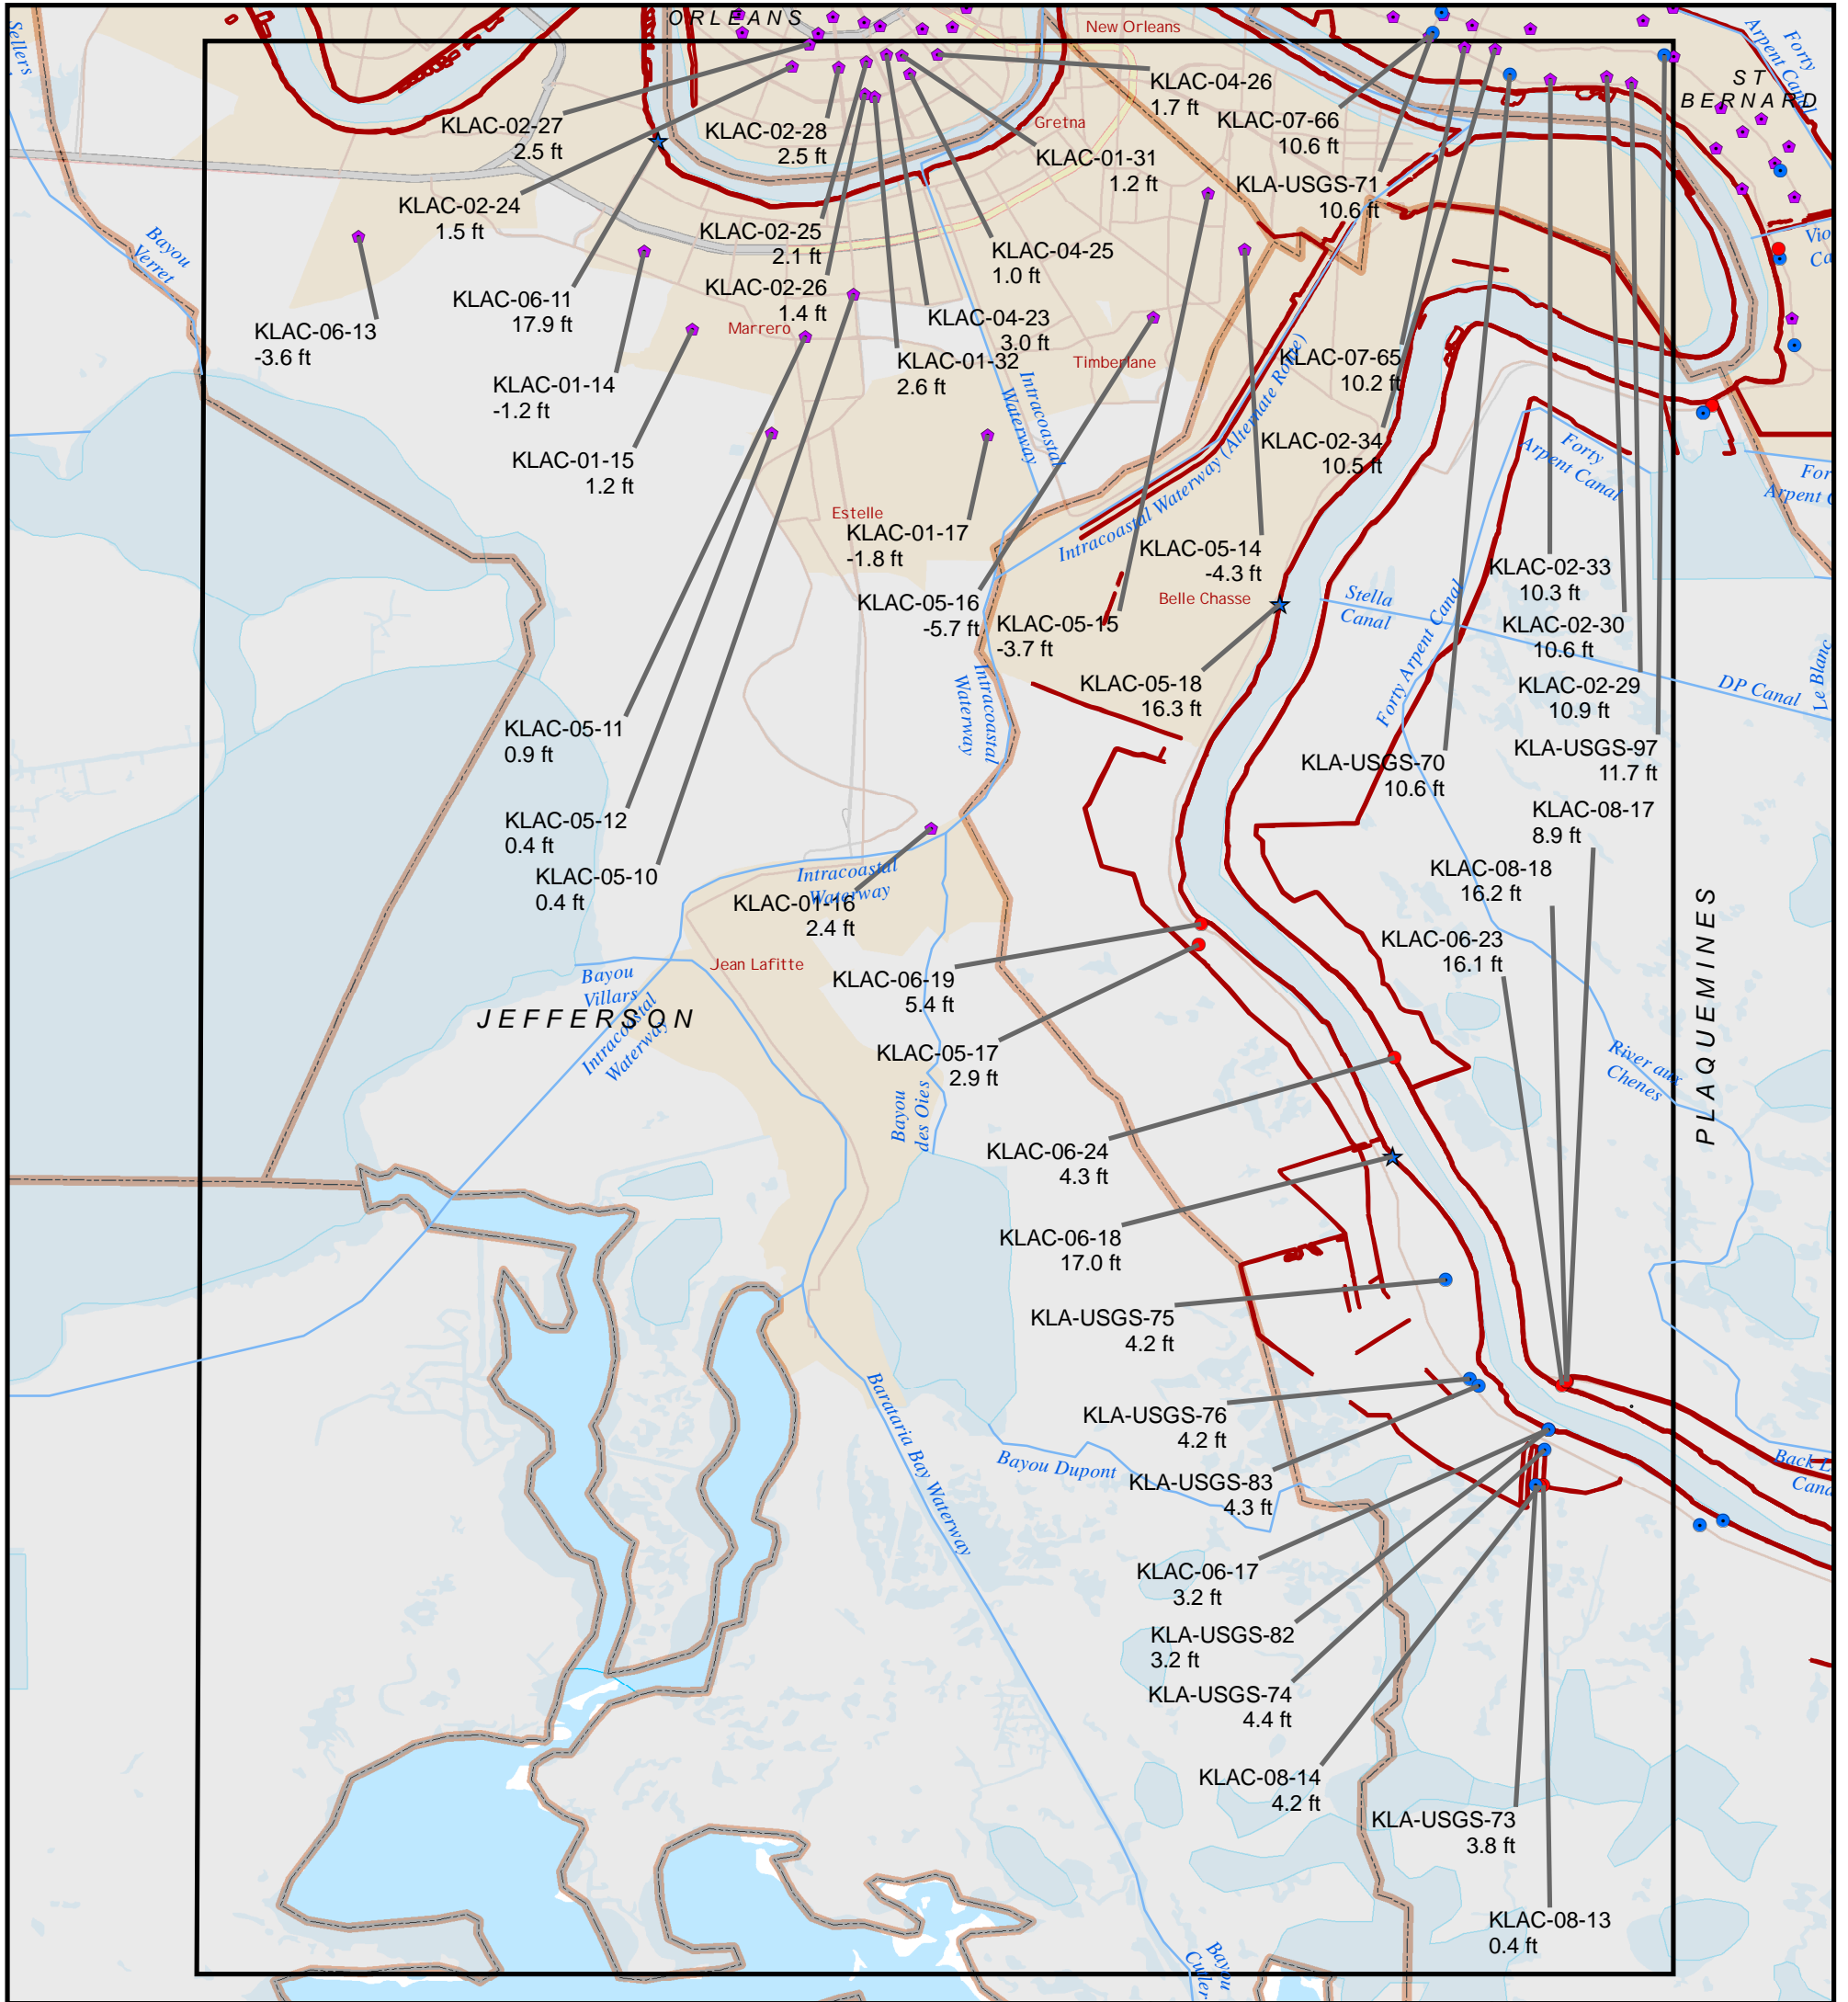 ORLEANS
New Orleans
Sellers
Forty
Arpent Canal
ST
BERNARD
KLAC-04-26
1.7 ft
KLAC-02-27
2.5 ft
KLAC-02-28
2.5 ft
Gretna
KLAC-07-66
10.6 ft
KLAC-01-31
1.2 ft
KLA-USGS-71
10.6 ft
KLAC-02-24
1.5 ft
KLAC-02-25
2.1 ft
KLAC-04-25
1.0 ft
Bayou
Verret
KLAC-06-11
17.9 ft
KLAC-02-26
1.4 ft
KLAC-04-23
3.0 ft
KLAC-06-13
-3.6 ft
Marrero
KLAC-01-32
2.6 ft
Timberlane
KLAC-07-65
10.2 ft
KLAC-01-14
-1.2 ft
Intracoastal
Waterway
Intracoastal Waterway (Alternate Route)
KLAC-02-34
10.5 ft
Forty
Arpent Canal
KLAC-01-15
1.2 ft
Estelle
KLAC-01-17
-1.8 ft
KLAC-05-14
-4.3 ft
KLAC-02-33
10.3 ft
KLAC-05-16
-5.7 ft
KLAC-05-15
-3.7 ft
Belle Chasse
Stella
Canal
Forty Arpent Canal
KLAC-02-30
10.6 ft
Le Blanc
Intracoastal
Waterway
KLAC-05-18
16.3 ft
KLAC-02-29
10.9 ft
DP Canal
KLAC-05-11
0.9 ft
KLA-USGS-70
10.6 ft
KLA-USGS-97
11.7 ft
KLAC-05-12
0.4 ft
KLAC-08-17
8.9 ft
KLAC-05-10
0.4 ft
Intracoastal
Waterway
KLAC-01-16
2.4 ft
KLAC-08-18
16.2 ft
KLAC-06-23
16.1 ft
PLAQUEMINES
Jean Lafitte
KLAC-06-19
5.4 ft
Bayou
Villars
JEFFERSON
Intracoastal
Waterway
KLAC-05-17
2.9 ft
Bayou
des Oies
River aux
Chenes
KLAC-06-24
4.3 ft
KLAC-06-18
17.0 ft
KLA-USGS-75
4.2 ft
KLA-USGS-76
4.2 ft
Barataria Bay Waterway
Bayou Dupont
KLA-USGS-83
4.3 ft
Back L
KLAC-06-17
3.2 ft
KLA-USGS-82
3.2 ft
KLA-USGS-74
4.4 ft
KLAC-08-14
4.2 ft
KLA-USGS-73
3.8 ft
KLAC-08-13
0.4 ft
Bayou
Cutler